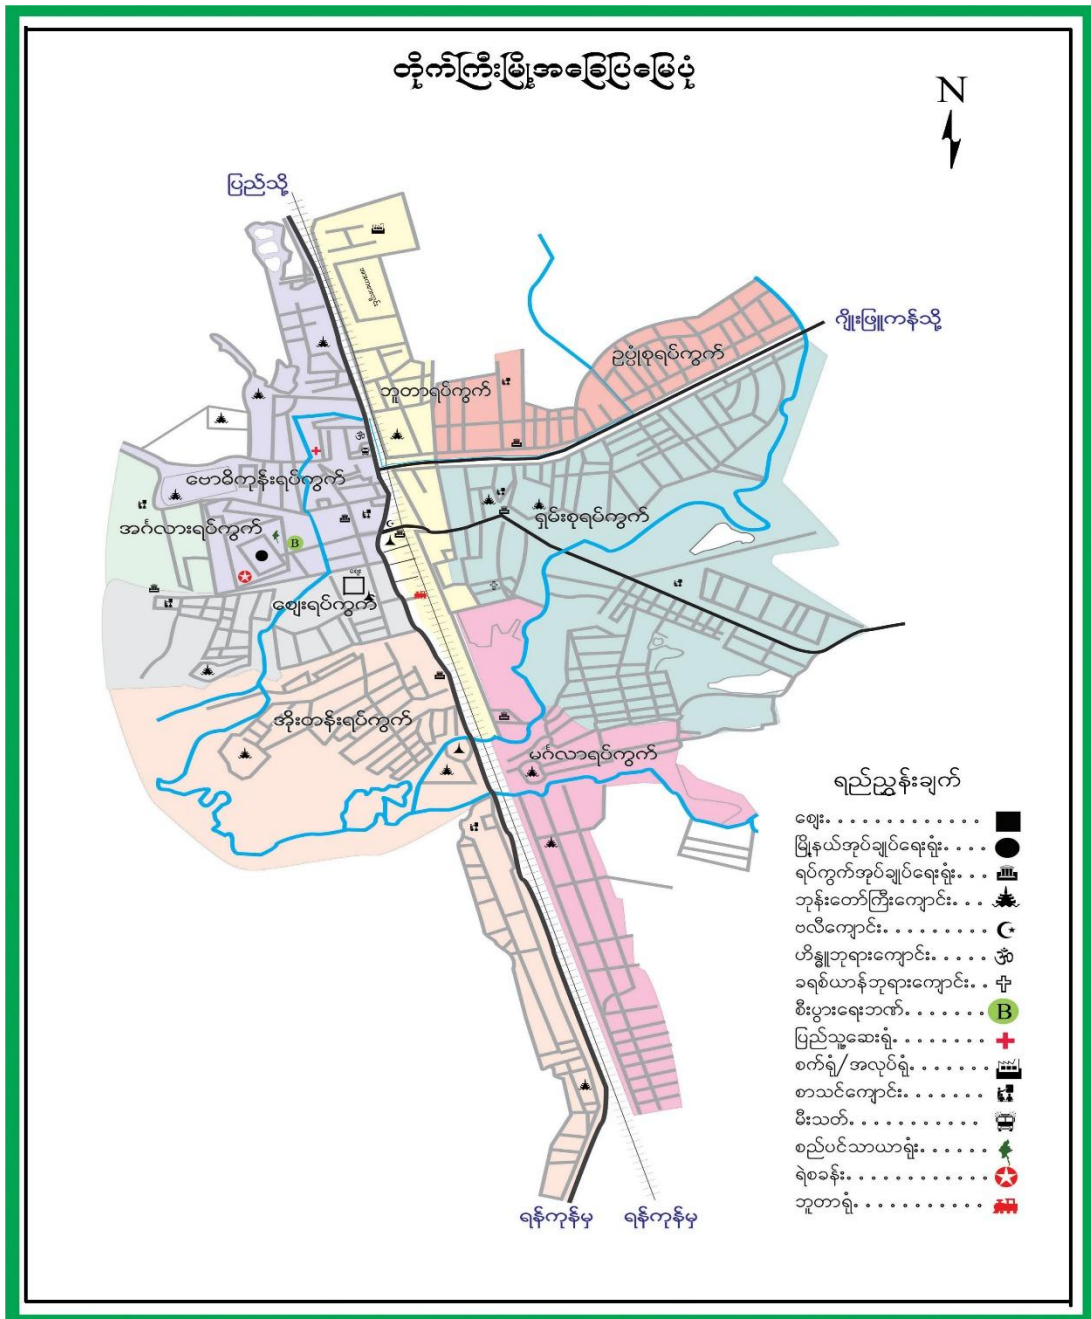 တိုက်ကြီးမြို့အခြေပြမြေပုံ
N
ပြည်သို့
ဂျိုးဖြူကန်သို့
ဥပ္ပုံစုရပ်ကွက်
ဘူတာရပ်ကွက်
ဗောဓိကုန်းရပ်ကွက်
အင်္ဂလားရပ်ကွက်
ရှမ်းစုရပ်ကွက်
B
ဈေး
ဈေးရပ်ကွက်
အိုးတန်းရပ်ကွက်
မင်္ဂလာရပ်ကွက်
ရည်ညွှန်းချက်
ဈေး. . . . . . . . . . . . .
မြို့နယ်အုပ်ချုပ်ရေးရုံး. . . .
ရပ်ကွက်အုပ်ချုပ်ရေးရုံး. . .
ဘုန်းတော်ကြီးကျောင်း. . .
ဗလီကျောင်း. . . . . . . . .
ဟိန္ဒူဘုရားကျောင်း. . . . .
ခရစ်ယာန်ဘုရားကျောင်း. .
စီးပွားရေးဘဏ်. . . . . . . B
ပြည်သူ့ဆေးရုံ. . . . . . . .
စက်ရုံ/အလုပ်ရုံ. . . . . . .
စာသင်ကျောင်း. . . . . . .
မီးသတ်. . . . . . . . . . .
စည်ပင်သာယာရုံး. . . . . .
ရဲစခန်း. . . . . . . . . . . .
ဘူတာရုံ. . . . . . . . . . .
ရန်ကုန်မှ ရန်ကုန်မှ